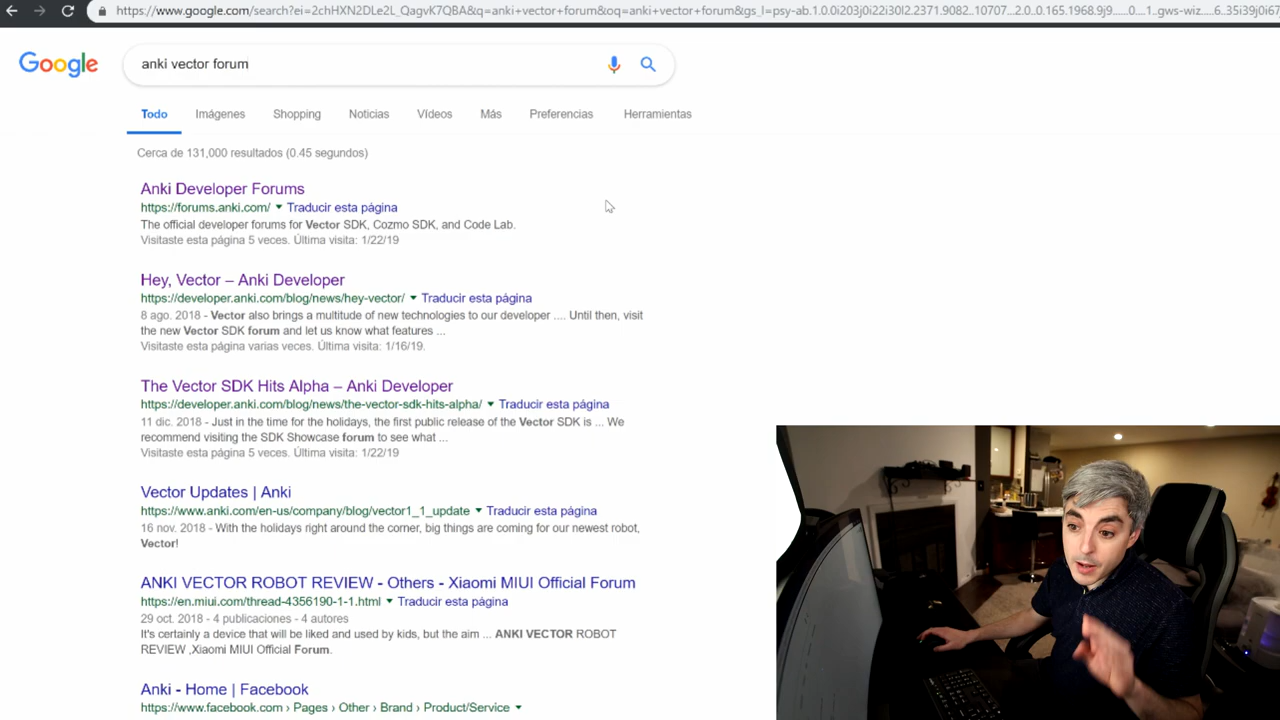 https://www.google.com/search?ei=2chHXN2DLe2L_QagvK7QBA&q=anki+vector+forum&oq=anki+vector+forum&gs_l=psy-ab.1.0.0i203j0i22i30l2.2371.9082..10707...2.0..0.165.1968.9j9......0....1..gws-wiz.....6..35i39j0i67
Google
anki vector forum
Todo Imágenes Shopping Noticias Vídeos Más Preferencias Herramientas
Cerca de 131,000 resultados (0.45 segundos)
Anki Developer Forums
https://forums.anki.com/ Traducir esta página
The official developer forums for Vector SDK, Cozmo SDK, and Code Lab.
Visitaste esta página 5 veces. Última visita: 1/22/19
Hey, Vector – Anki Developer
https://developer.anki.com/blog/news/hey-vector/ Traducir esta página
8 ago. 2018 - Vector also brings a multitude of new technologies to our developer .... Until then, visit
the new Vector SDK forum and let us know what features ...
Visitaste esta página varias veces. Última visita: 1/16/19.
The Vector SDK Hits Alpha – Anki Developer
https://developer.anki.com/blog/news/the-vector-sdk-hits-alpha/ Traducir esta página
11 dic. 2018 - Just in the time for the holidays, the first public release of the Vector SDK is ... We
recommend visiting the SDK Showcase forum to see what ...
Visitaste esta página 5 veces. Última visita: 1/22/19
Vector Updates | Anki
https://www.anki.com/en-us/company/blog/vector1_1_update Traducir esta página
16 nov. 2018 - With the holidays right around the corner, big things are coming for our newest robot,
Vector!
ANKI VECTOR ROBOT REVIEW - Others - Xiaomi MIUI Official Forum
https://en.miui.com/thread-4356190-1-1.html Traducir esta página
29 oct. 2018 - 4 publicaciones - 4 autores
It's certainly a device that will be liked and used by kids, but the aim ... ANKI VECTOR ROBOT
REVIEW ,Xiaomi MIUI Official Forum.
Anki - Home | Facebook
https://www.facebook.com › Pages › Other › Brand › Product/Service